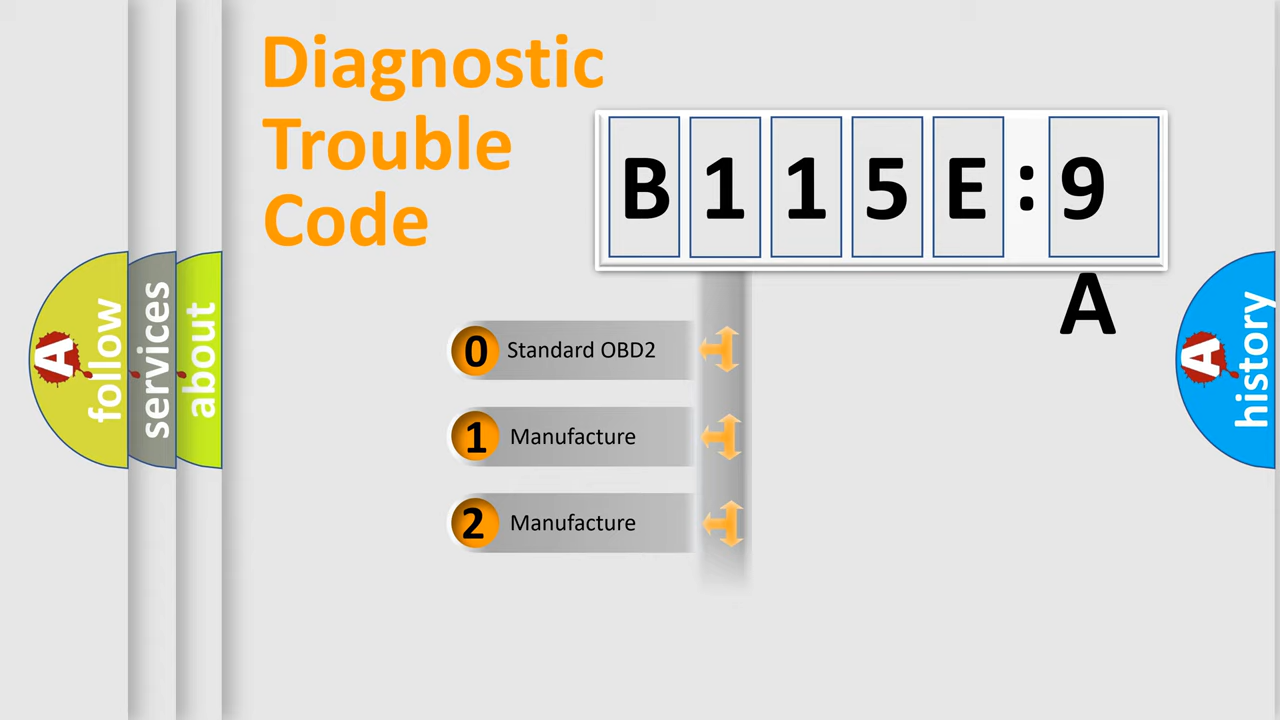 Diagnostic
Trouble
Code
B 1 1 5 E : 9
A
0 Standard OBD2
1 Manufacture
2 Manufacture
A follow
services
about
A history